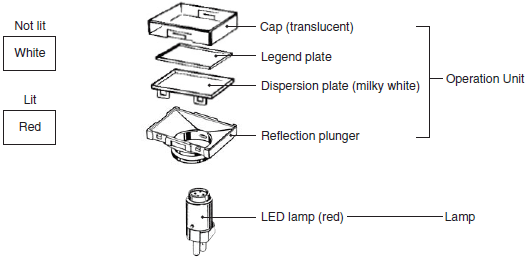 Not lit
White
Lit
Red
Cap (translucent)
Legend plate
Dispersion plate (milky white)
Operation Unit
Reflection plunger
LED lamp (red)
Lamp